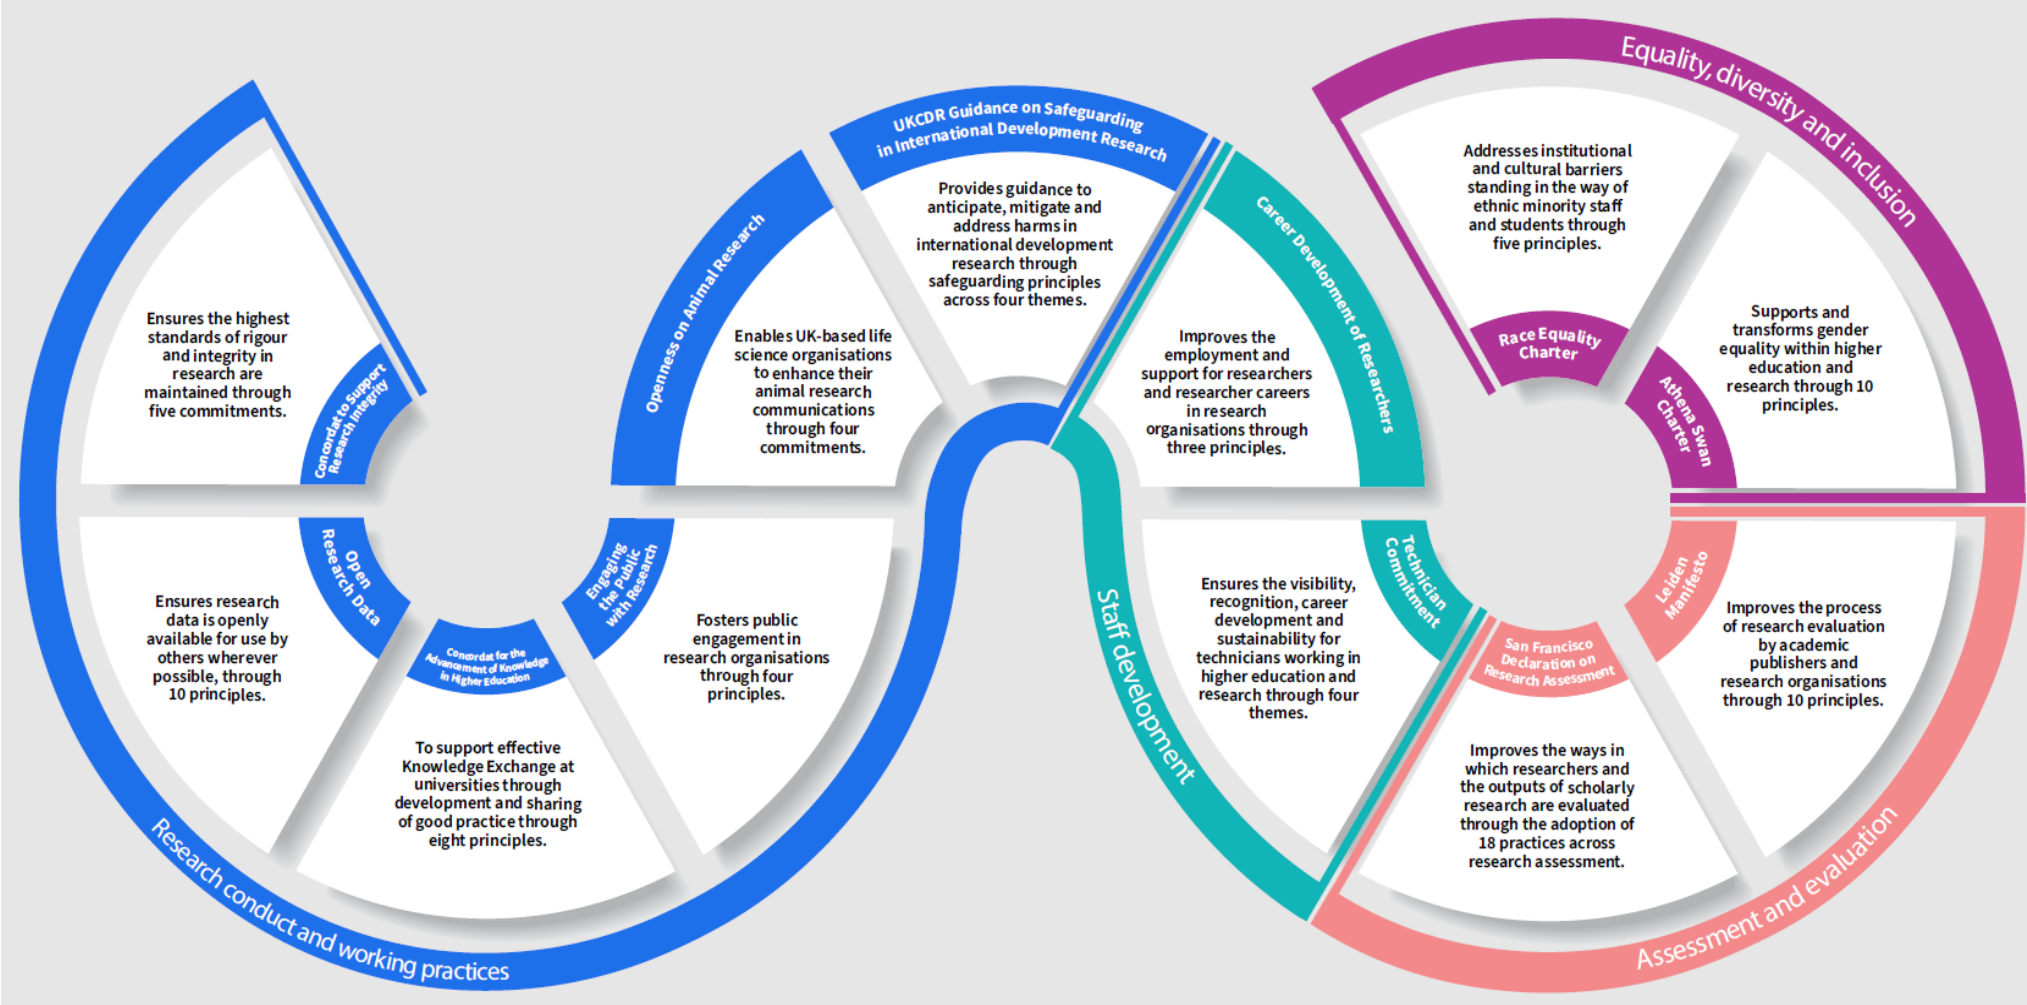 Research conduct and working practices
Ensures the highest
standards of rigour
and integrity in
research are
maintained through
five commitments.
Concordat to Support
Research Integrity
Ensures research
data is openly
available for use by
others wherever
possible, through
10 principles.
Open
Research Data
Concordat for the
Advancement of Knowledge
in Higher Education
To support effective
Knowledge Exchange at
universities through
development and sharing
of good practice through
eight principles.
Engaging
the Public
with Research
Fosters public
engagement in
research organisations
through four
principles.
Openness on Animal Research
Enables UK-based life
science organisations
to enhance their
animal research
communications
through four
commitments.
UKCDR Guidance on Safeguarding
in International Development Research
Provides guidance to
anticipate, mitigate and
address harms in
international development
research through
safeguarding principles
across four themes.
Staff development
Career Development of Researchers
Improves the
employment and
support for researchers
and researcher careers
in research
organisations through
three principles.
Technician
Commitment
Ensures the visibility,
recognition, career
development and
sustainability for
technicians working in
higher education and
research through four
themes.
Assessment and evaluation
San Francisco
Declaration on
Research Assessment
Improves the ways in
which researchers and
the outputs of scholarly
research are evaluated
through the adoption of
18 practices across
research assessment.
Leiden
Manifesto
Improves the process
of research evaluation
by academic
publishers and
research organisations
through 10 principles.
Equality, diversity and inclusion
Addresses institutional
and cultural barriers
standing in the way of
ethnic minority staff
and students through
five principles.
Race Equality
Charter
Supports and
transforms gender
equality within higher
education and
research through 10
principles.
Athena Swan
Charter